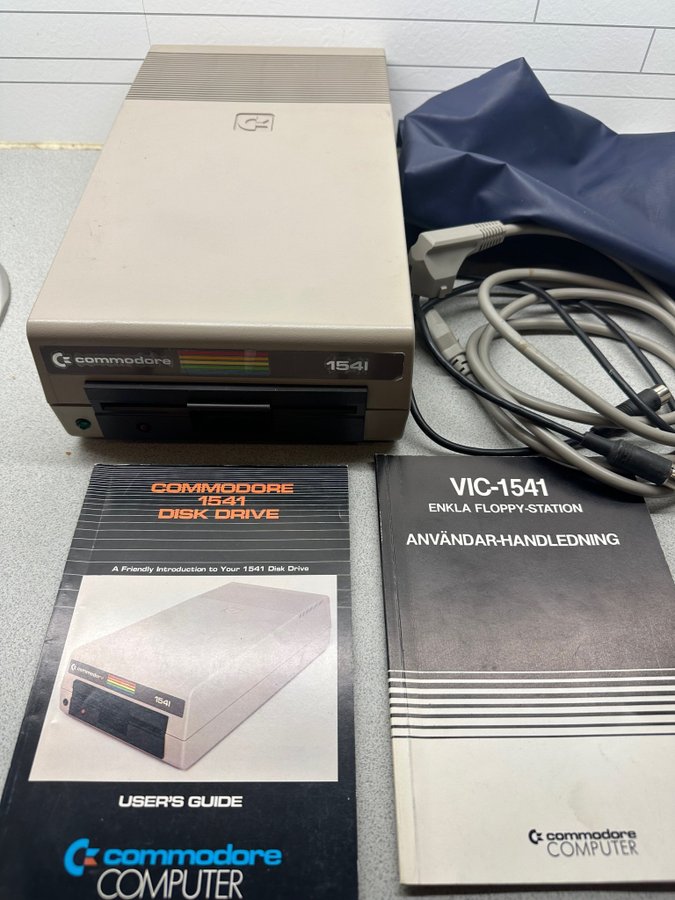 commodore
1541
COMMODORE
1541
DISK DRIVE
A Friendly Introduction to Your 1541 Disk Drive
commodore
1541
USER'S GUIDE
commodore
COMPUTER
VIC-1541
ENKLA FLOPPY-STATION
ANVÄNDAR-HANDLEDNING
commodore
COMPUTER